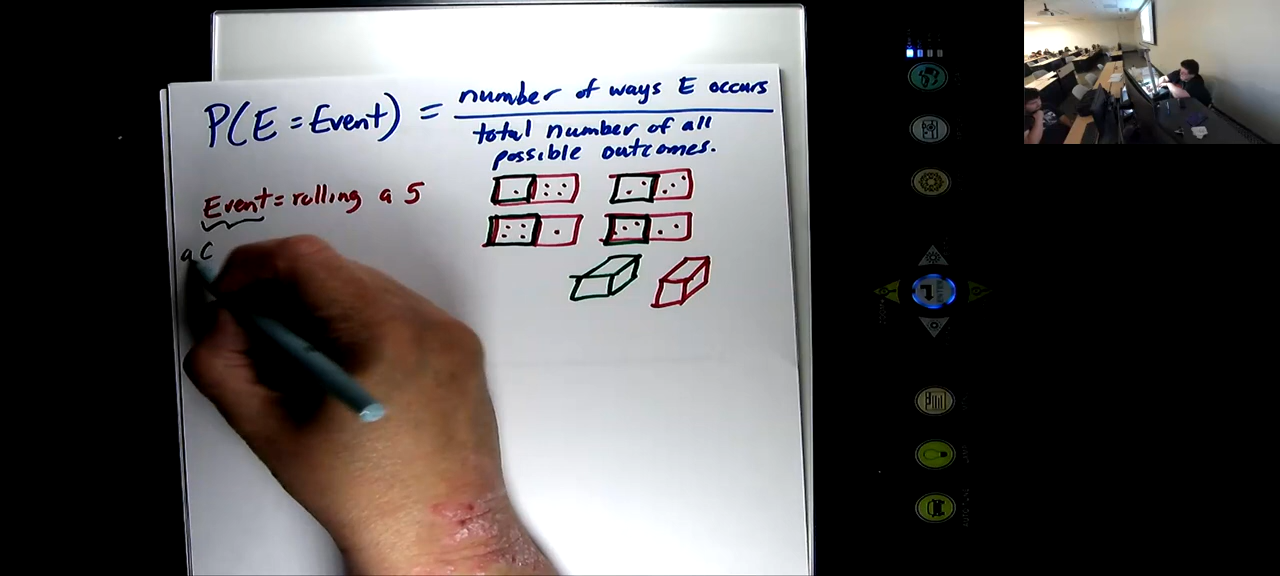 P(E = Event) = number of ways E occurs
total number of all
possible outcomes.
Event = rolling a 5
a C